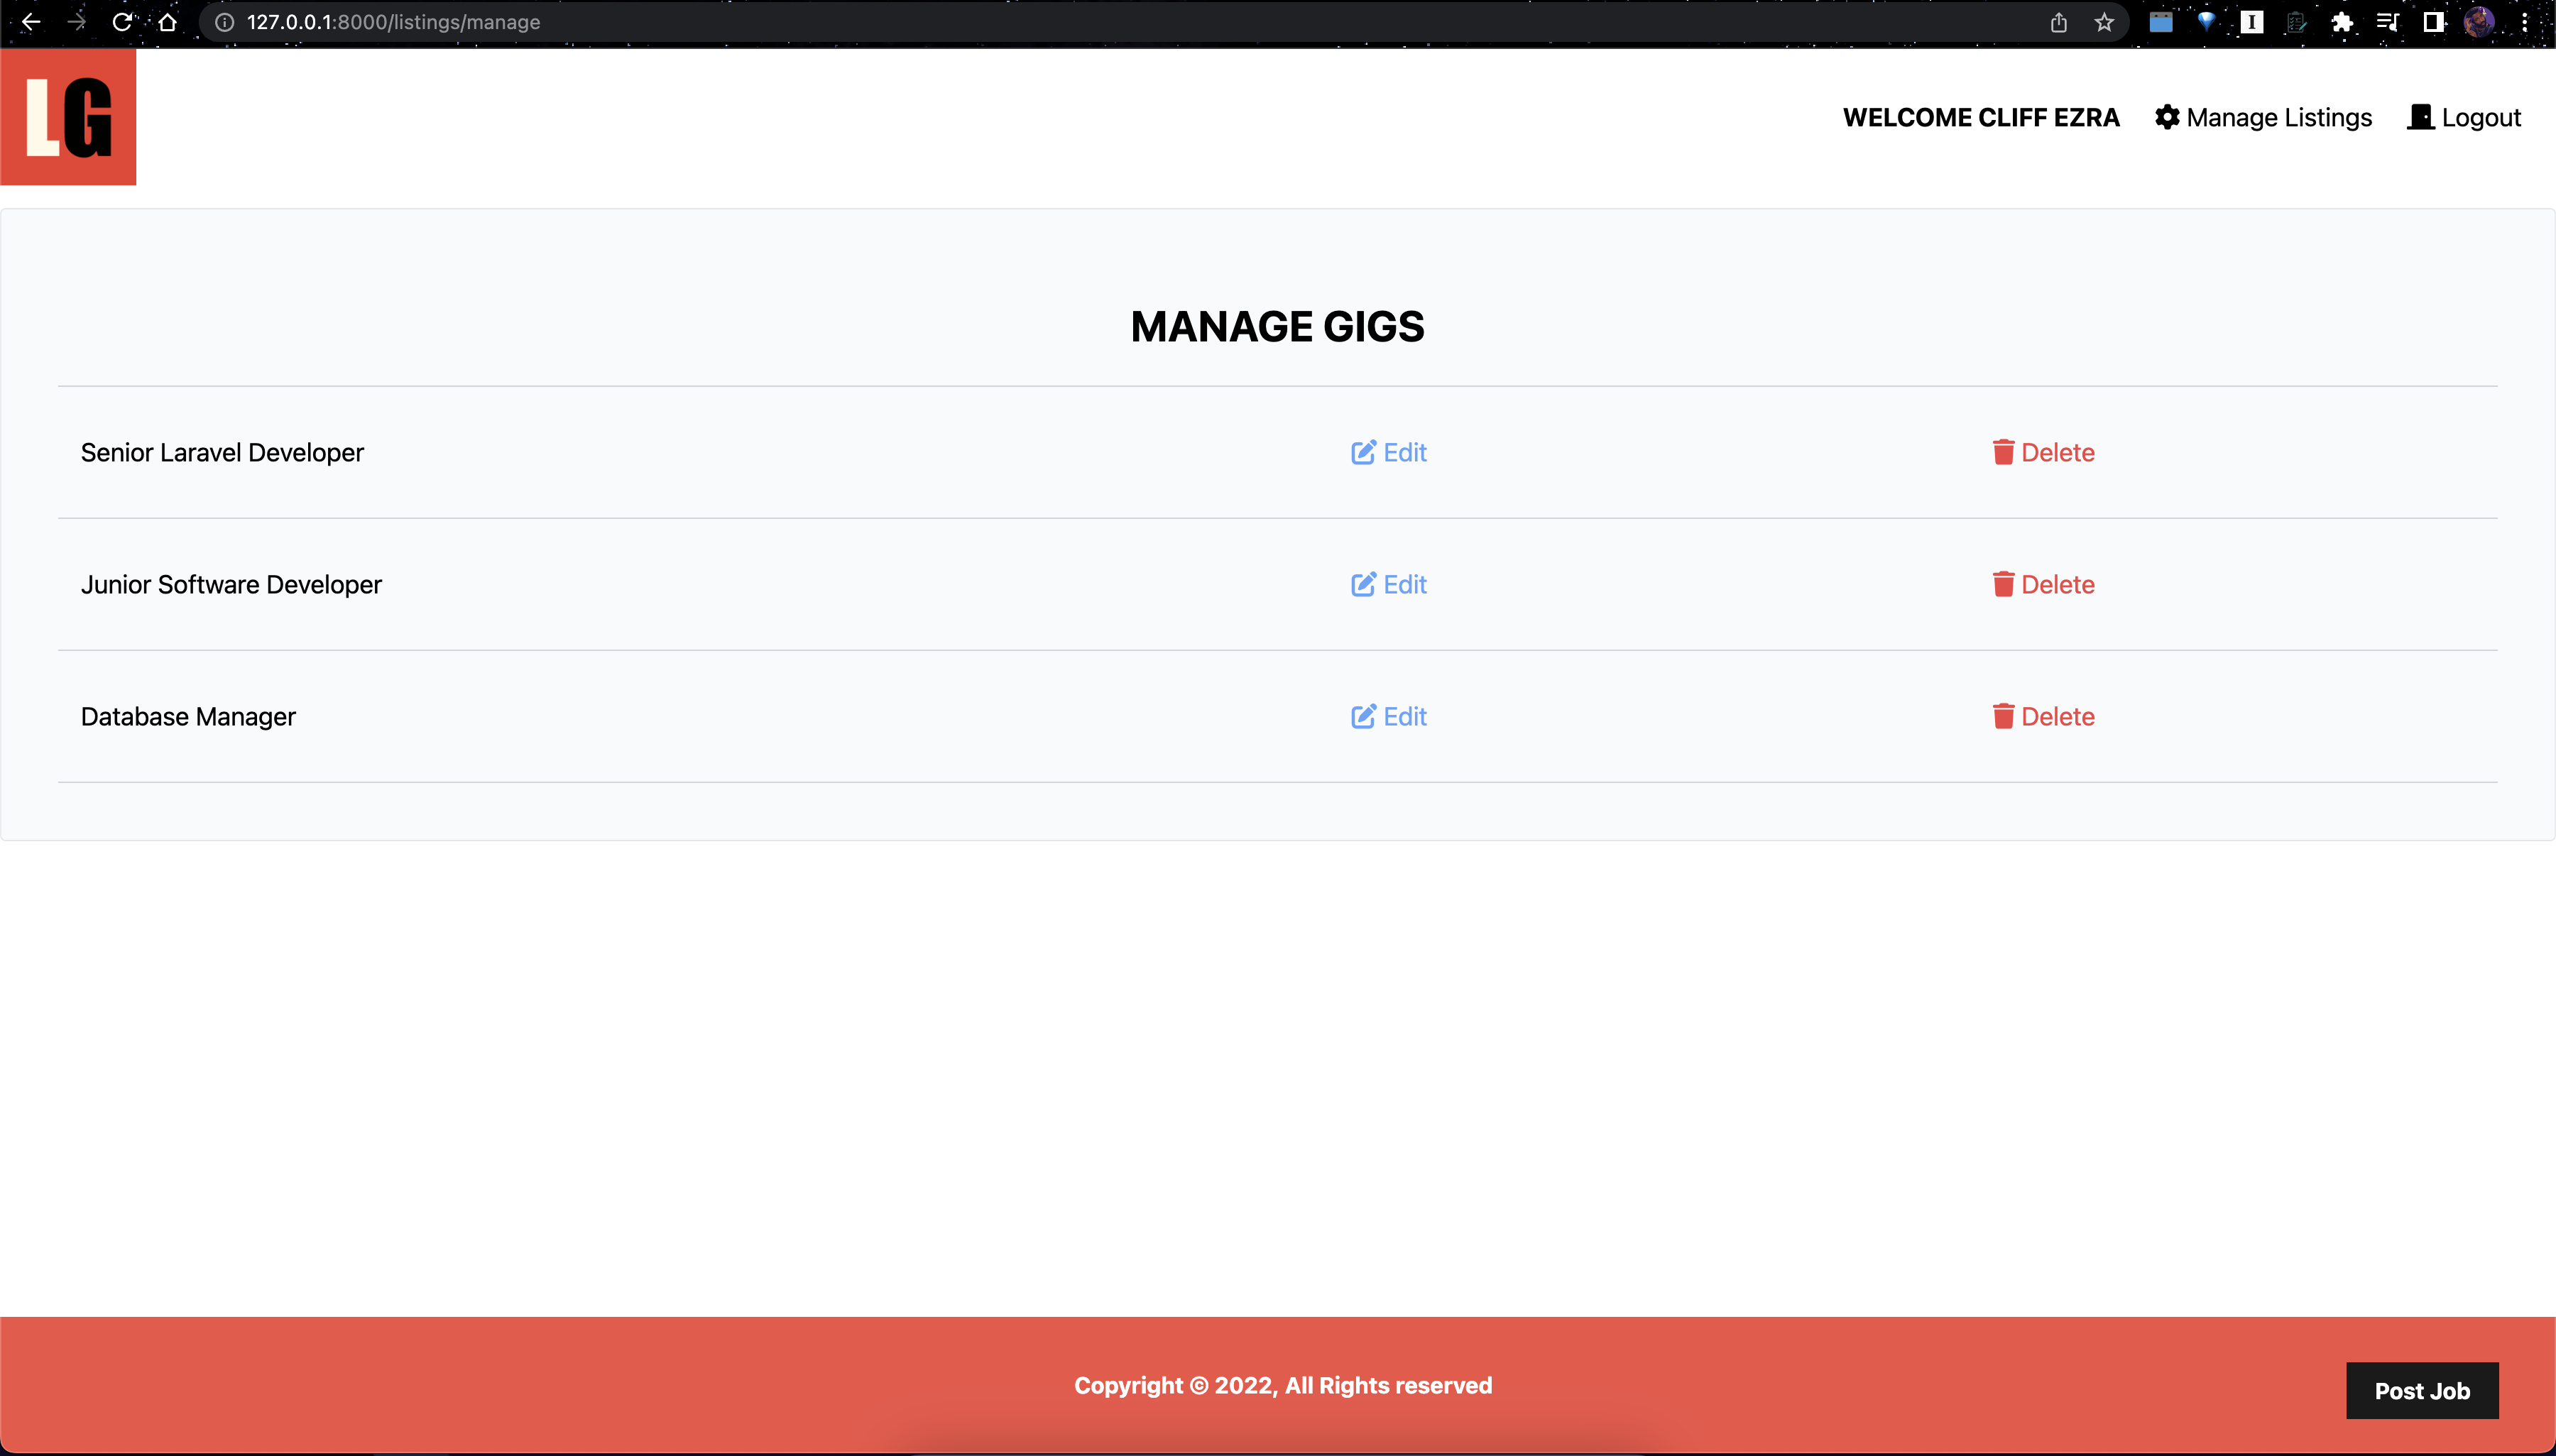 127.0.0.1:8000/listings/manage
LG
WELCOME CLIFF EZRA Manage Listings Logout
MANAGE GIGS
Senior Laravel Developer Edit Delete
Junior Software Developer Edit Delete
Database Manager Edit Delete
Copyright © 2022, All Rights reserved
Post Job